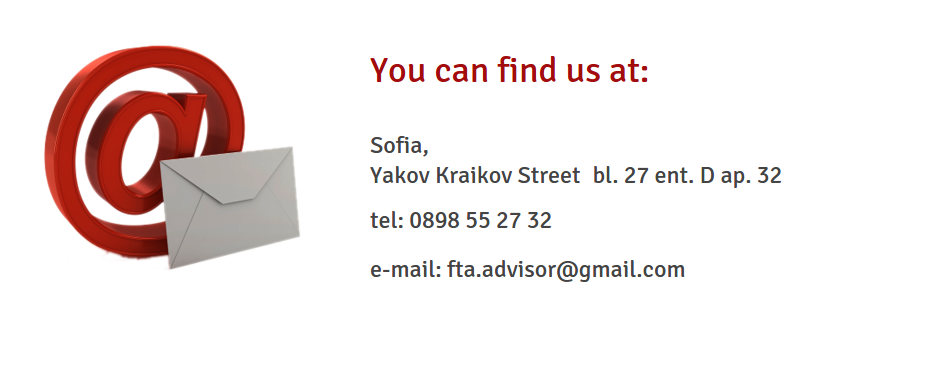 You can find us at:
Sofia,
Yakov Kraikov Street  bl. 27 ent. D ap. 32
tel: 0898 55 27 32
e-mail: fta.advisor@gmail.com